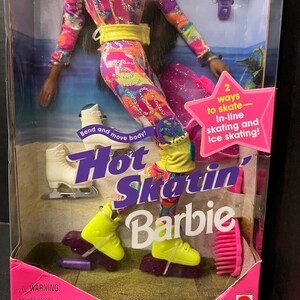 2
ways
to skate—
In-line
skating and
ice skating!
Bend and move body!
Hot
Skatin'
Barbie
WARNING